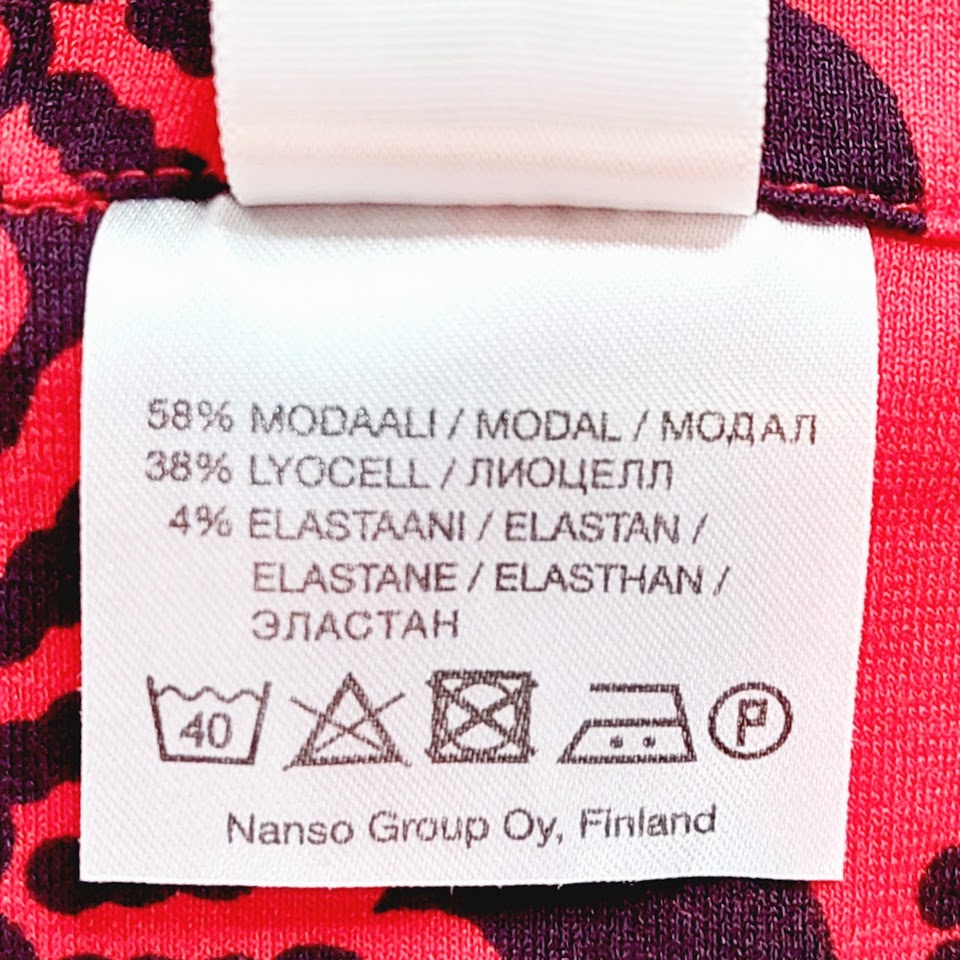 58% MODAALI / MODAL / МОДАЛ
38% LYOCELL / ЛИОЦЕЛЛ
4% ELASTAANI / ELASTAN /
ELASTANE / ELASTHAN /
ЭЛАСТАН
40
P
Nanso Group Oy, Finland